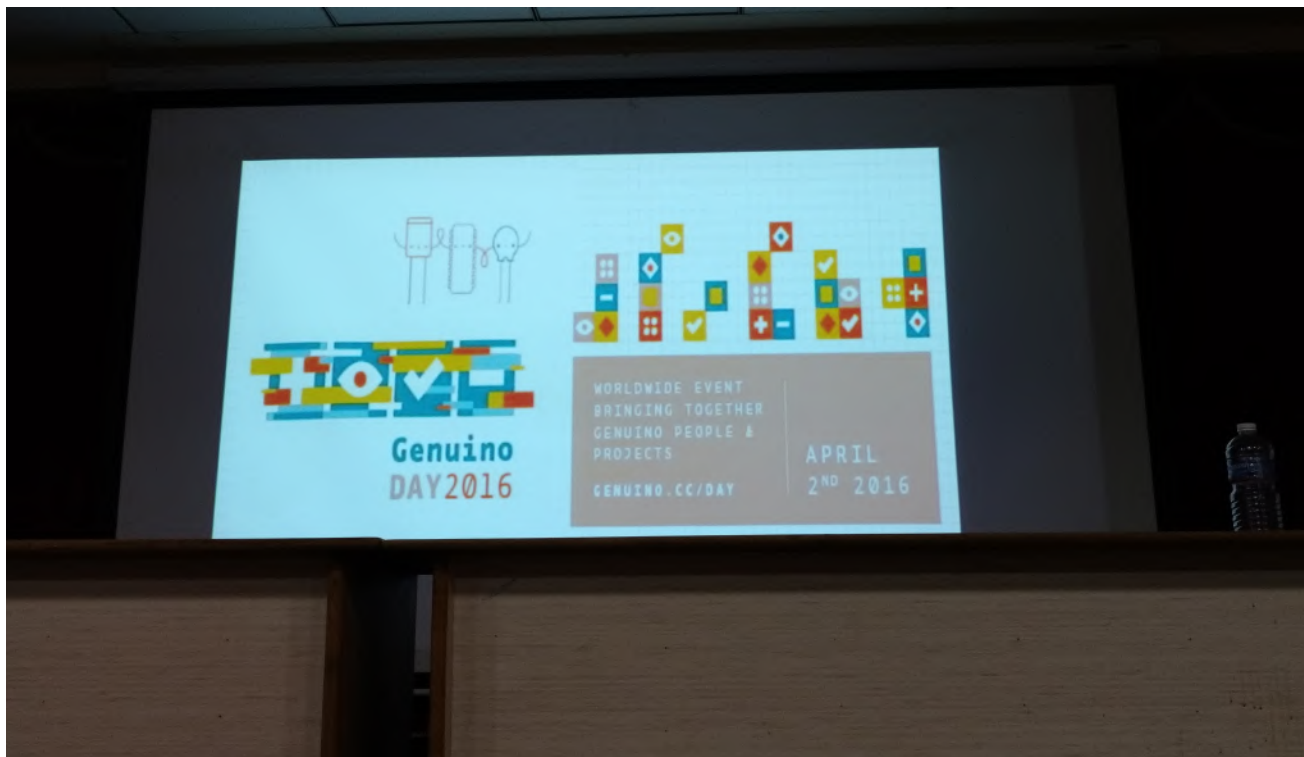 Genuino
DAY2016
WORLDWIDE EVENT
BRINGING TOGETHER
GENUINO PEOPLE &
PROJECTS
GENUINO.CC/DAY
APRIL
2ND 2016